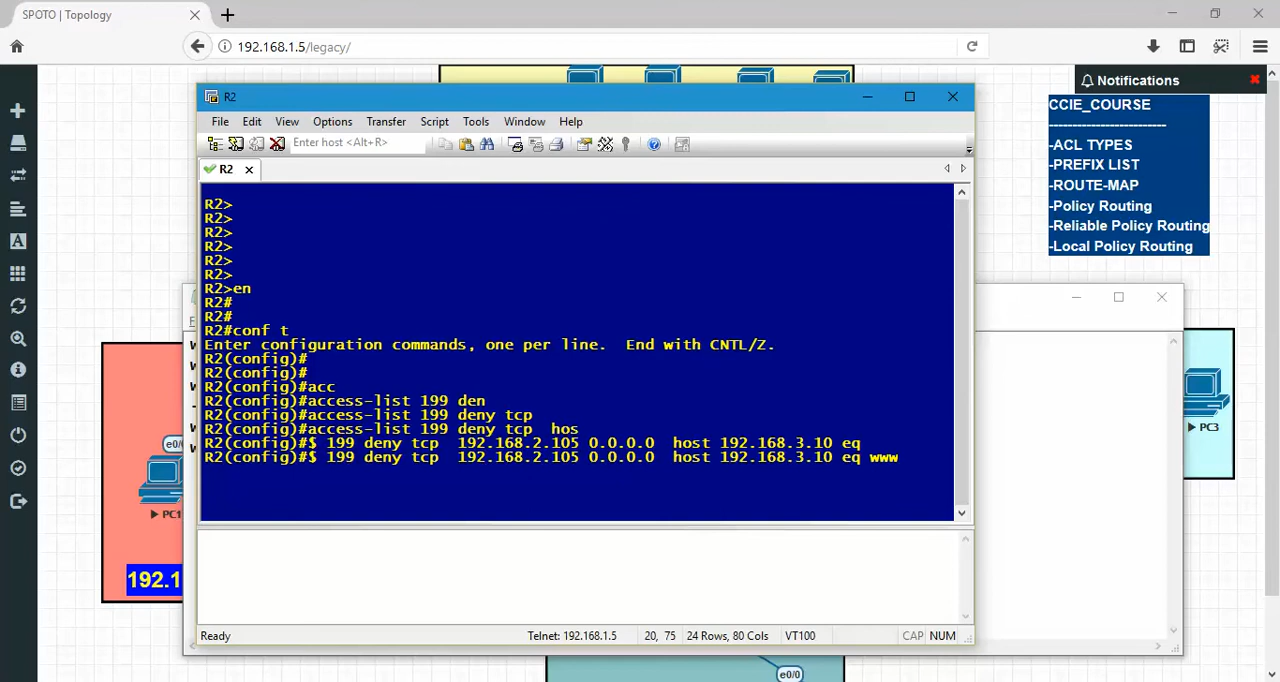 SPOTO | Topology
192.168.1.5/legacy/
Notifications
CCIE_COURSE
-----------------------
-ACL TYPES
-PREFIX LIST
-ROUTE-MAP
-Policy Routing
-Reliable Policy Routing
-Local Policy Routing
R2
File Edit View Options Transfer Script Tools Window Help
Enter host <Alt+R>
R2
R2>
R2>
R2>
R2>
R2>
R2>
R2>en
R2#
R2#
R2#conf t
Enter configuration commands, one per line.  End with CNTL/Z.
R2(config)#
R2(config)#
R2(config)#acc
R2(config)#access-list 199 den
R2(config)#access-list 199 deny tcp
R2(config)#access-list 199 deny tcp  hos
R2(config)#$ 199 deny tcp  192.168.2.105 0.0.0.0  host 192.168.3.10 eq
R2(config)#$ 199 deny tcp  192.168.2.105 0.0.0.0  host 192.168.3.10 eq www
e0/
PC1
192.1
PC3
Ready
Telnet: 192.168.1.5
20, 75
24 Rows, 80 Cols
VT100
CAP NUM
e0/0